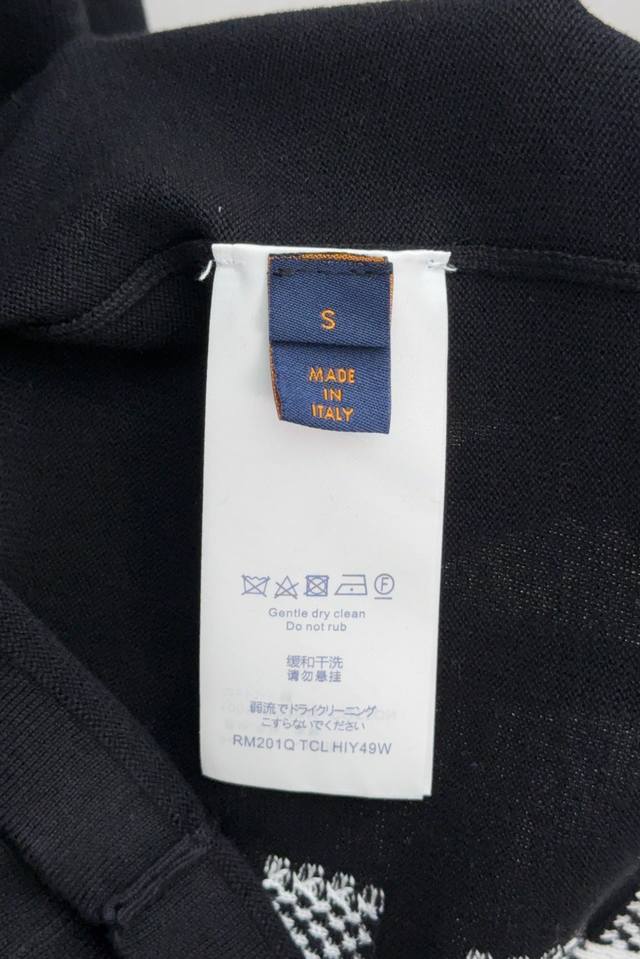 S
MADE
IN
ITALY
F
Gentle dry clean
Do not rub
缓和干洗
请勿悬挂
弱流でドライクリーニング
こすらないでください
RM201Q TCL HIY49W